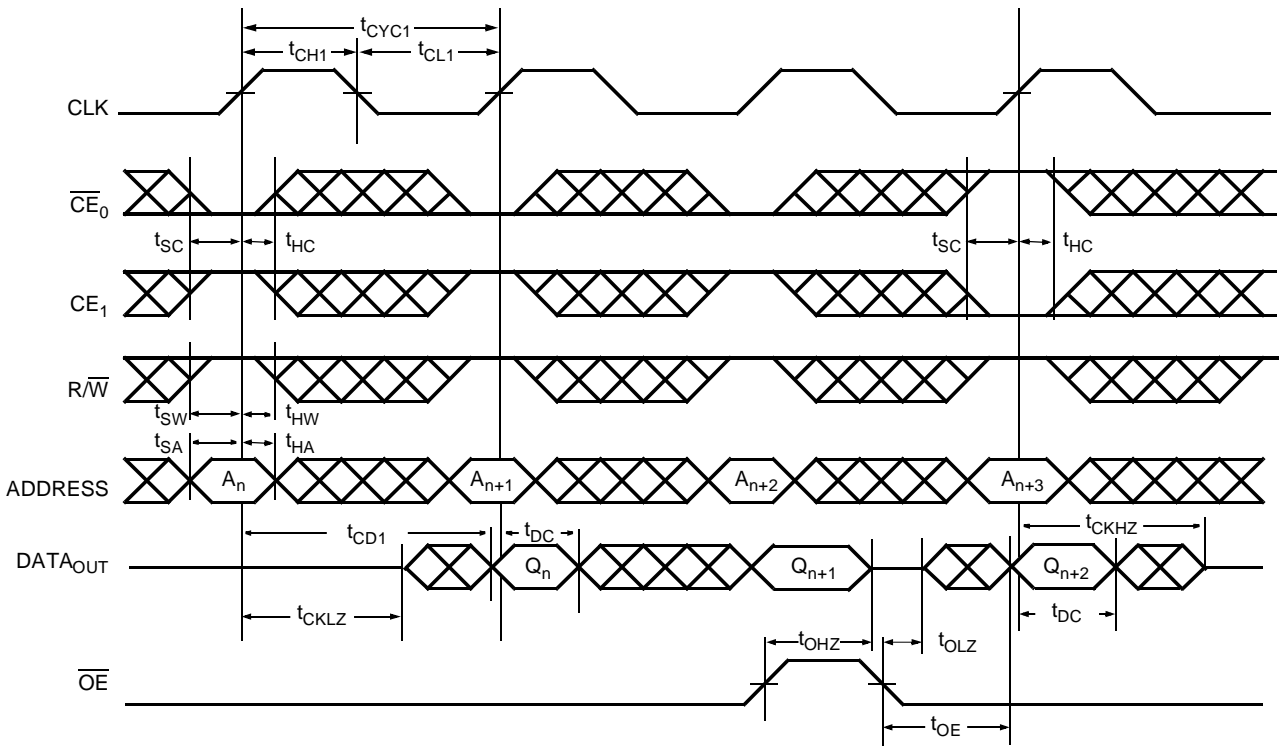 tCYC1
tCH1 tCL1
CLK
CE0
tSC tHC tSC tHC
CE1
R/W
tSW tHW
tSA tHA
ADDRESS An An+1 An+2 An+3
tCD1 tDC tCKHZ
DATAOUT Qn Qn+1 Qn+2
tCKLZ tDC
tOHZ tOLZ
OE
tOE